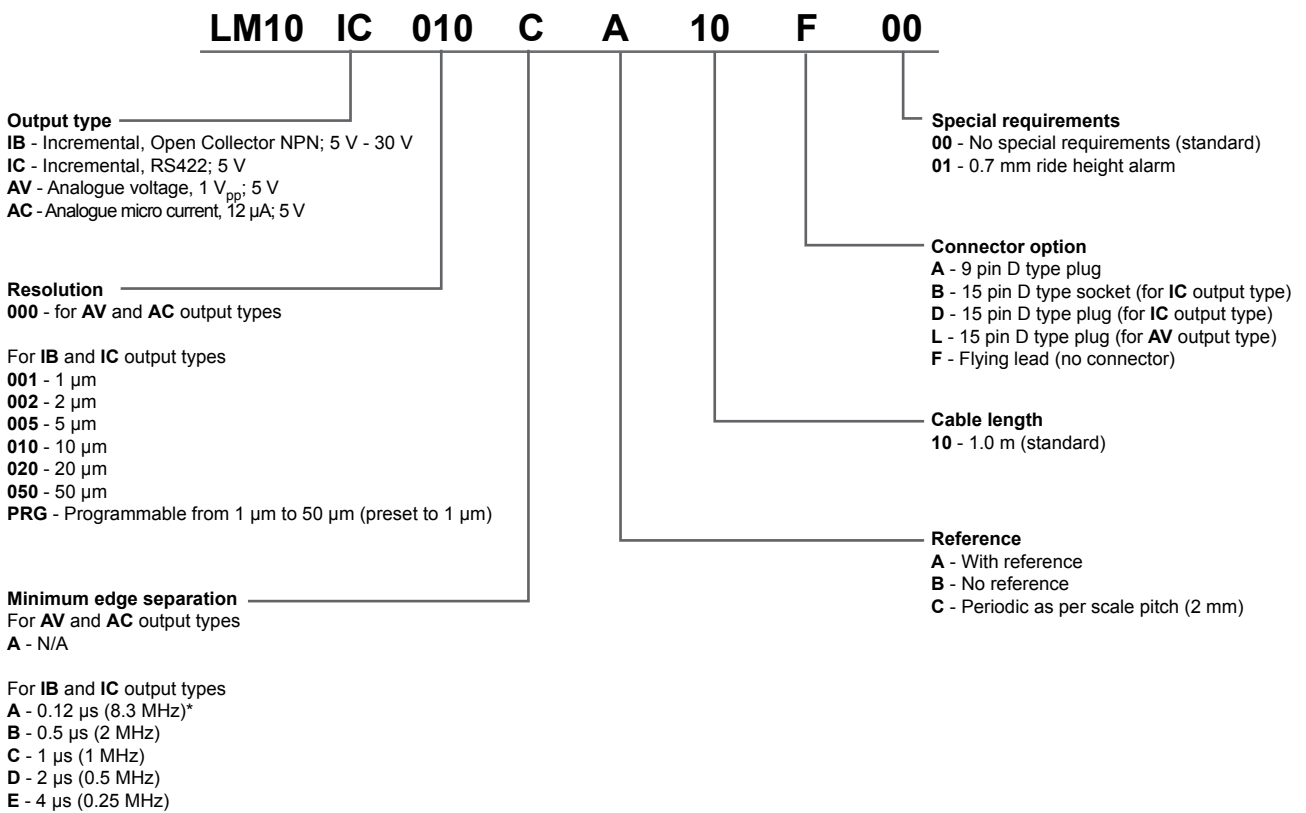 LM10 IC 010 C A 10 F 00
Output type
IB - Incremental, Open Collector NPN; 5 V - 30 V
IC - Incremental, RS422; 5 V
AV - Analogue voltage, 1 Vpp; 5 V
AC - Analogue micro current, 12 µA; 5 V
Resolution
000 - for AV and AC output types
For IB and IC output types
001 - 1 µm
002 - 2 µm
005 - 5 µm
010 - 10 µm
020 - 20 µm
050 - 50 µm
PRG - Programmable from 1 µm to 50 µm (preset to 1 µm)
Minimum edge separation
For AV and AC output types
A - N/A
For IB and IC output types
A - 0.12 µs (8.3 MHz)*
B - 0.5 µs (2 MHz)
C - 1 µs (1 MHz)
D - 2 µs (0.5 MHz)
E - 4 µs (0.25 MHz)
Special requirements
00 - No special requirements (standard)
01 - 0.7 mm ride height alarm
Connector option
A - 9 pin D type plug
B - 15 pin D type socket (for IC output type)
D - 15 pin D type plug (for IC output type)
L - 15 pin D type plug (for AV output type)
F - Flying lead (no connector)
Cable length
10 - 1.0 m (standard)
Reference
A - With reference
B - No reference
C - Periodic as per scale pitch (2 mm)